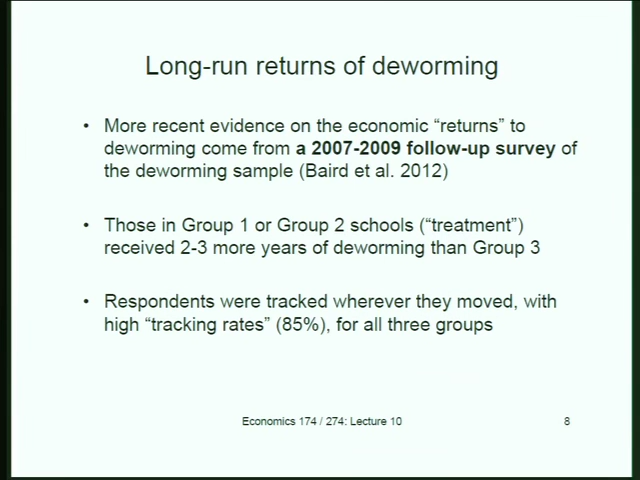 Long-run returns of deworming
• More recent evidence on the economic “returns” to
deworming come from a 2007-2009 follow-up survey of
the deworming sample (Baird et al. 2012)
• Those in Group 1 or Group 2 schools (“treatment”)
received 2-3 more years of deworming than Group 3
• Respondents were tracked wherever they moved, with
high “tracking rates” (85%), for all three groups
Economics 174 / 274: Lecture 10
8